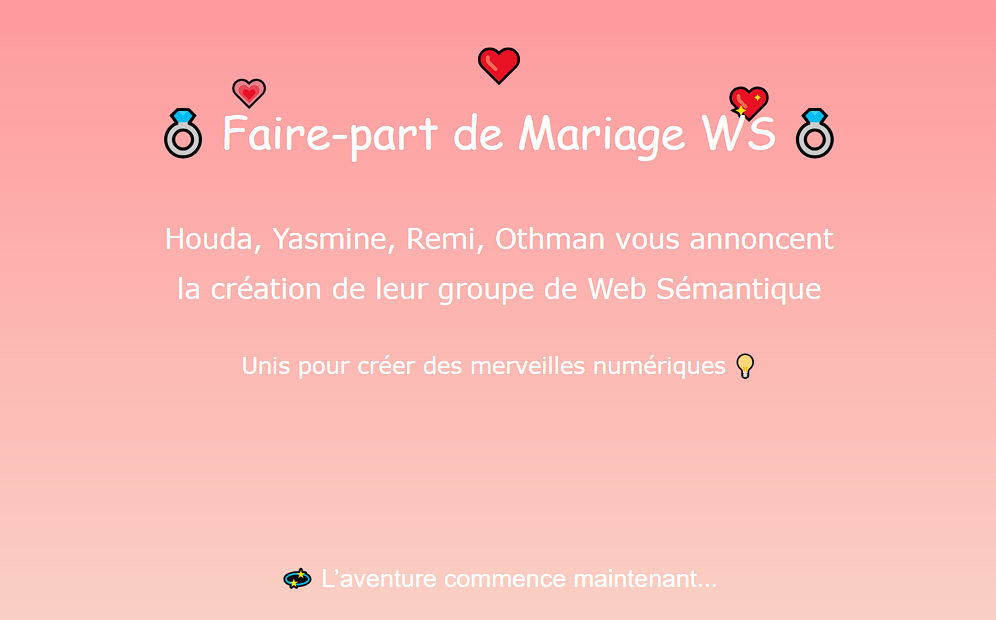 💍 Faire-part de Mariage WS 💍
Houda, Yasmine, Remi, Othman vous annoncent
la création de leur groupe de Web Sémantique
Unis pour créer des merveilles numériques 💡
💫 L’aventure commence maintenant...